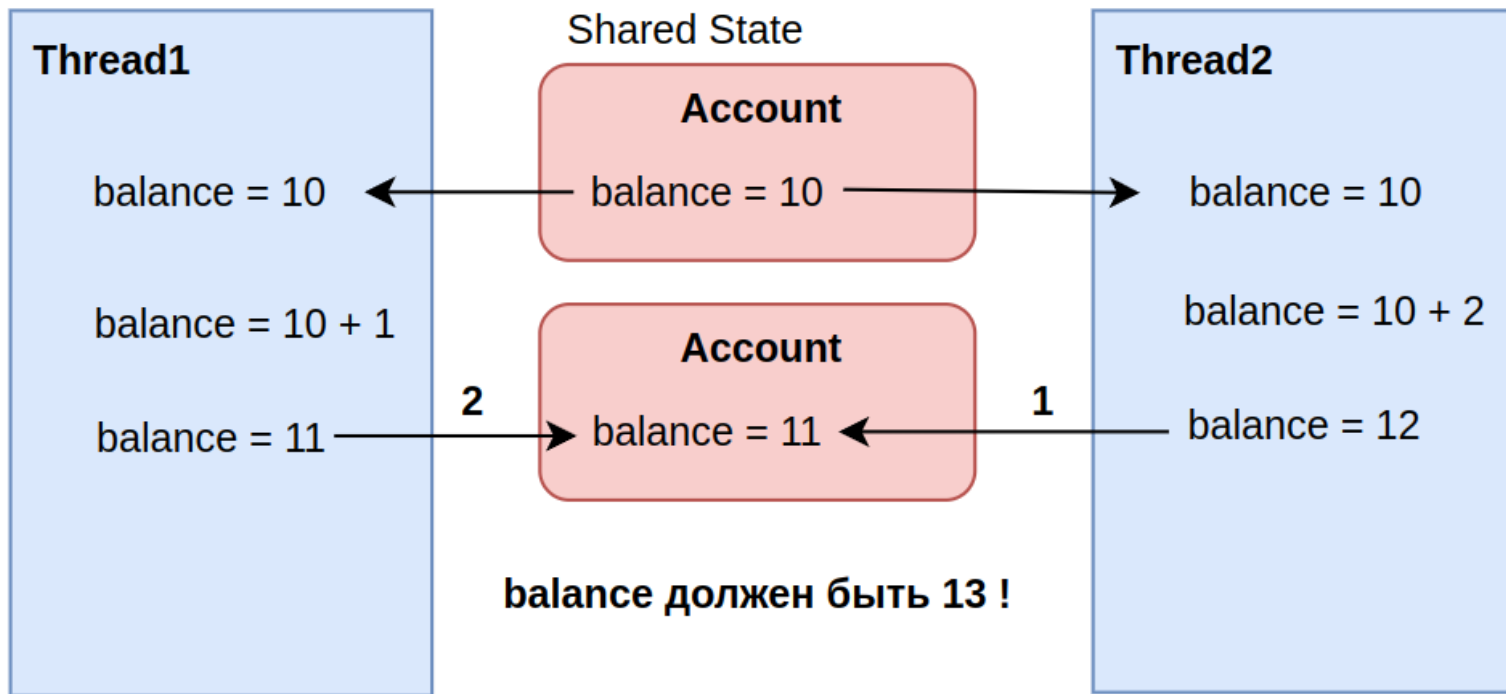 Shared State
Thread1
Account
Thread2
balance = 10
balance = 10
balance = 10
balance = 10 + 1
balance = 10 + 2
Account
2
1
balance = 11
balance = 11
balance = 12
balance должен быть 13 !